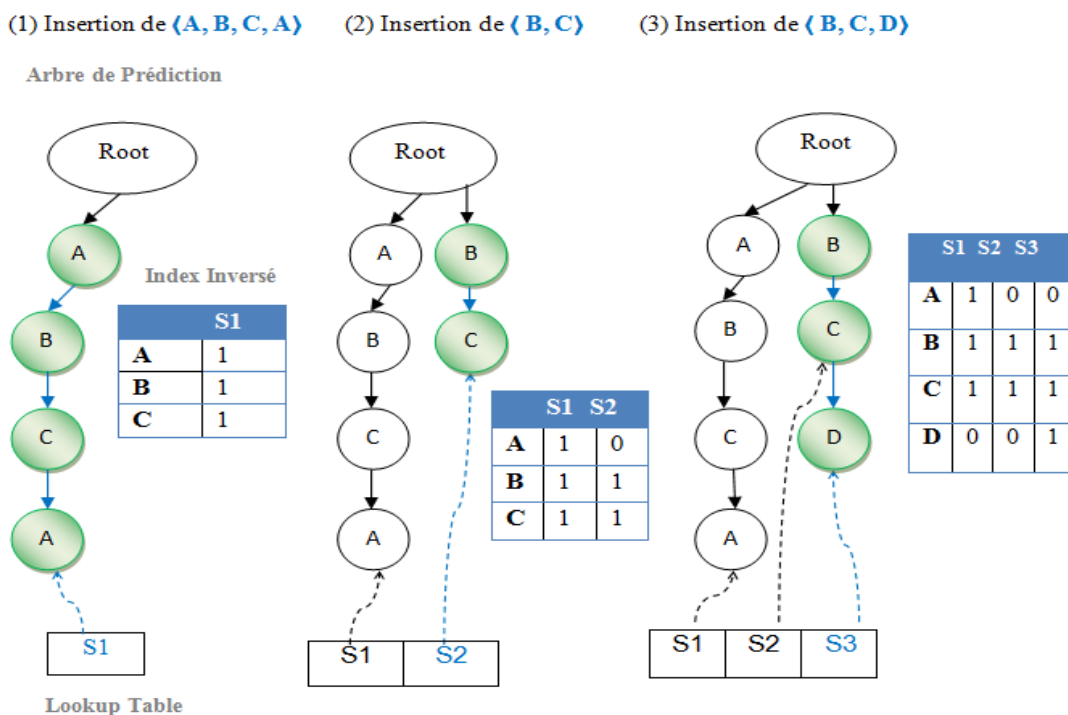 (1) Insertion de ⟨A, B, C, A⟩
(2) Insertion de ⟨ B, C⟩
(3) Insertion de ⟨ B, C, D⟩
Arbre de Prédiction
Root
A
B
C
A
Index Inversé
S1
A 1
B 1
C 1
S1
Lookup Table
Root
A B
B C
C
A
S1 S2
A 1 0
B 1 1
C 1 1
S1 S2
Root
A B
B C
C D
A
S1 S2 S3
A 1 0 0
B 1 1 1
C 1 1 1
D 0 0 1
S1 S2 S3